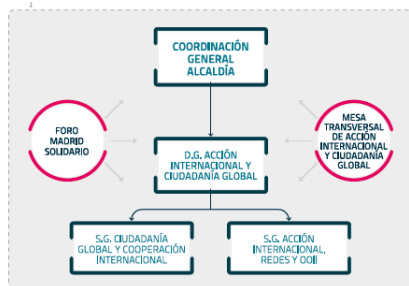 COORDINACIÓN
GENERAL
ALCALDÍA
FORO
MADRID
SOLIDARIO
MESA
TRANSVERSAL
DE ACCIÓN
INTERNACIONAL
Y CIUDADANÍA
GLOBAL
D.G. ACCIÓN
INTERNACIONAL Y
CIUDADANÍA GLOBAL
S.G. CIUDADANÍA
GLOBAL Y COOPERACIÓN
INTERNACIONAL
S.G. ACCIÓN
INTERNACIONAL,
REDES Y OOII